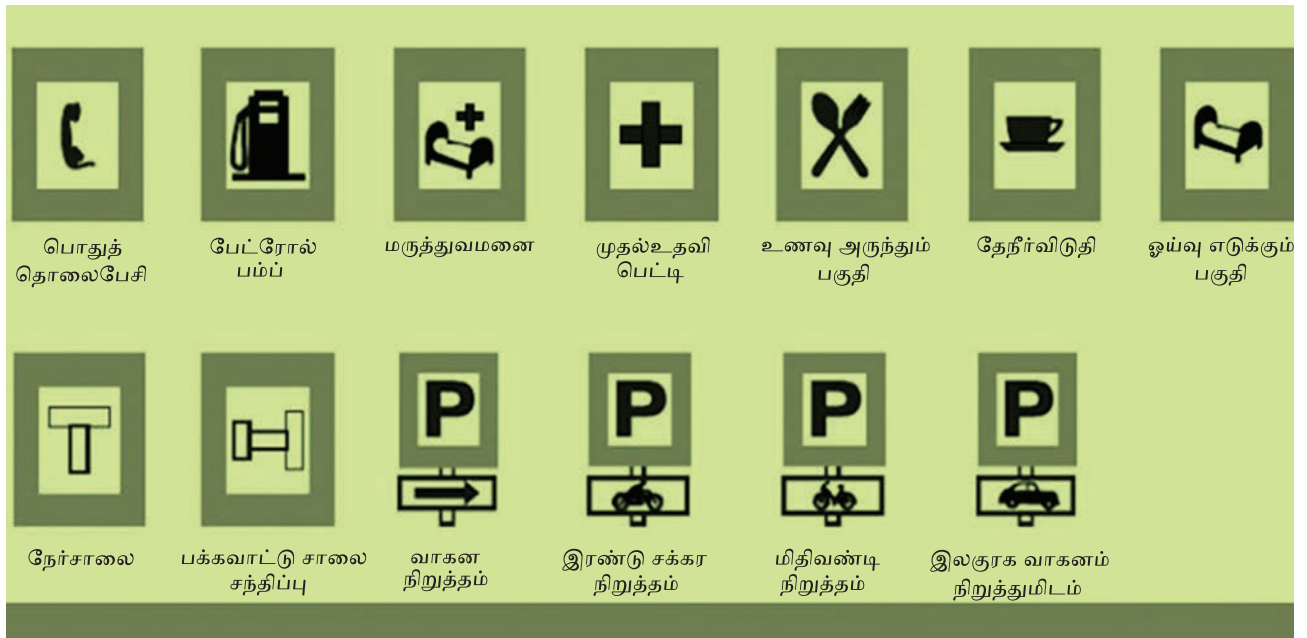 பொதுத்
தொலைபேசி
பேட்ரோல்
பம்ப்
மருத்துவமனை
முதல்உதவி
பெட்டி
உணவு அருந்தும்
பகுதி
தேநீர்விடுதி
ஓய்வு எடுக்கும்
பகுதி
நேர்சாலை
பக்கவாட்டு சாலை
சந்திப்பு
P
வாகன
நிறுத்தம்
P
இரண்டு சக்கர
நிறுத்தம்
P
மிதிவண்டி
நிறுத்தம்
P
இலகுரக வாகனம்
நிறுத்துமிடம்